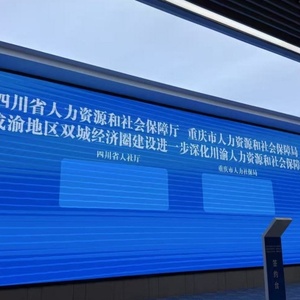 四川省人力资源和社会保障厅 重庆市人力资源和社会保障局
成渝地区双城经济圈建设进一步深化川渝人力资源和社会保障
四川省人社厅 重庆市人社局
签约台